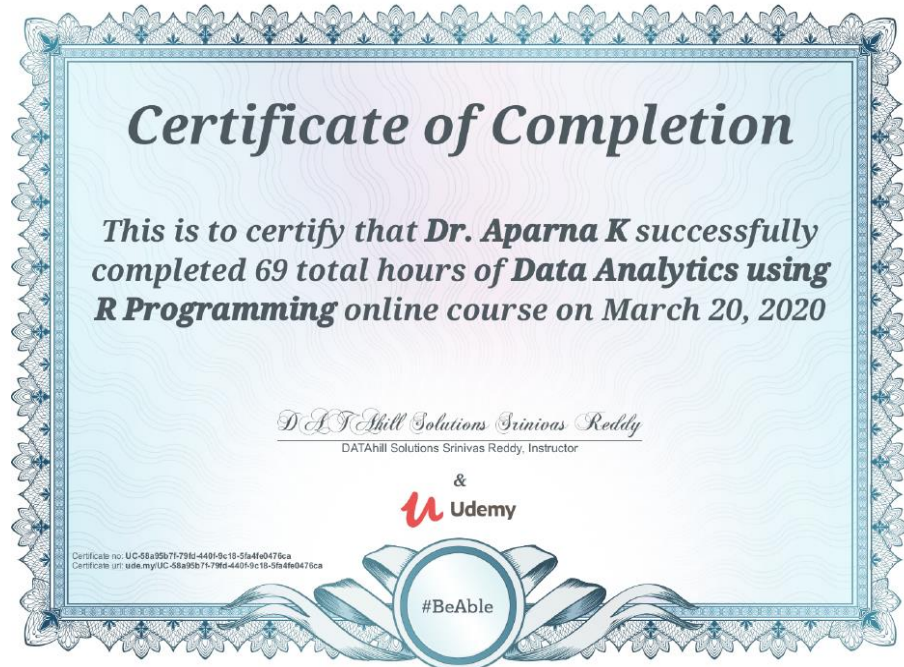 Certificate of Completion
This is to certify that Dr. Aparna K successfully
completed 69 total hours of Data Analytics using
R Programming online course on March 20, 2020
DATAhill Solutions Srinivas Reddy
DATAhill Solutions Srinivas Reddy, Instructor
&
Udemy
Certificate no: UC-58a95b7f-79fd-440f-9c18-5fa4fe0476ca
Certificate url: ude.my/UC-58a95b7f-79fd-440f-9c18-5fa4fe0476ca
#BeAble